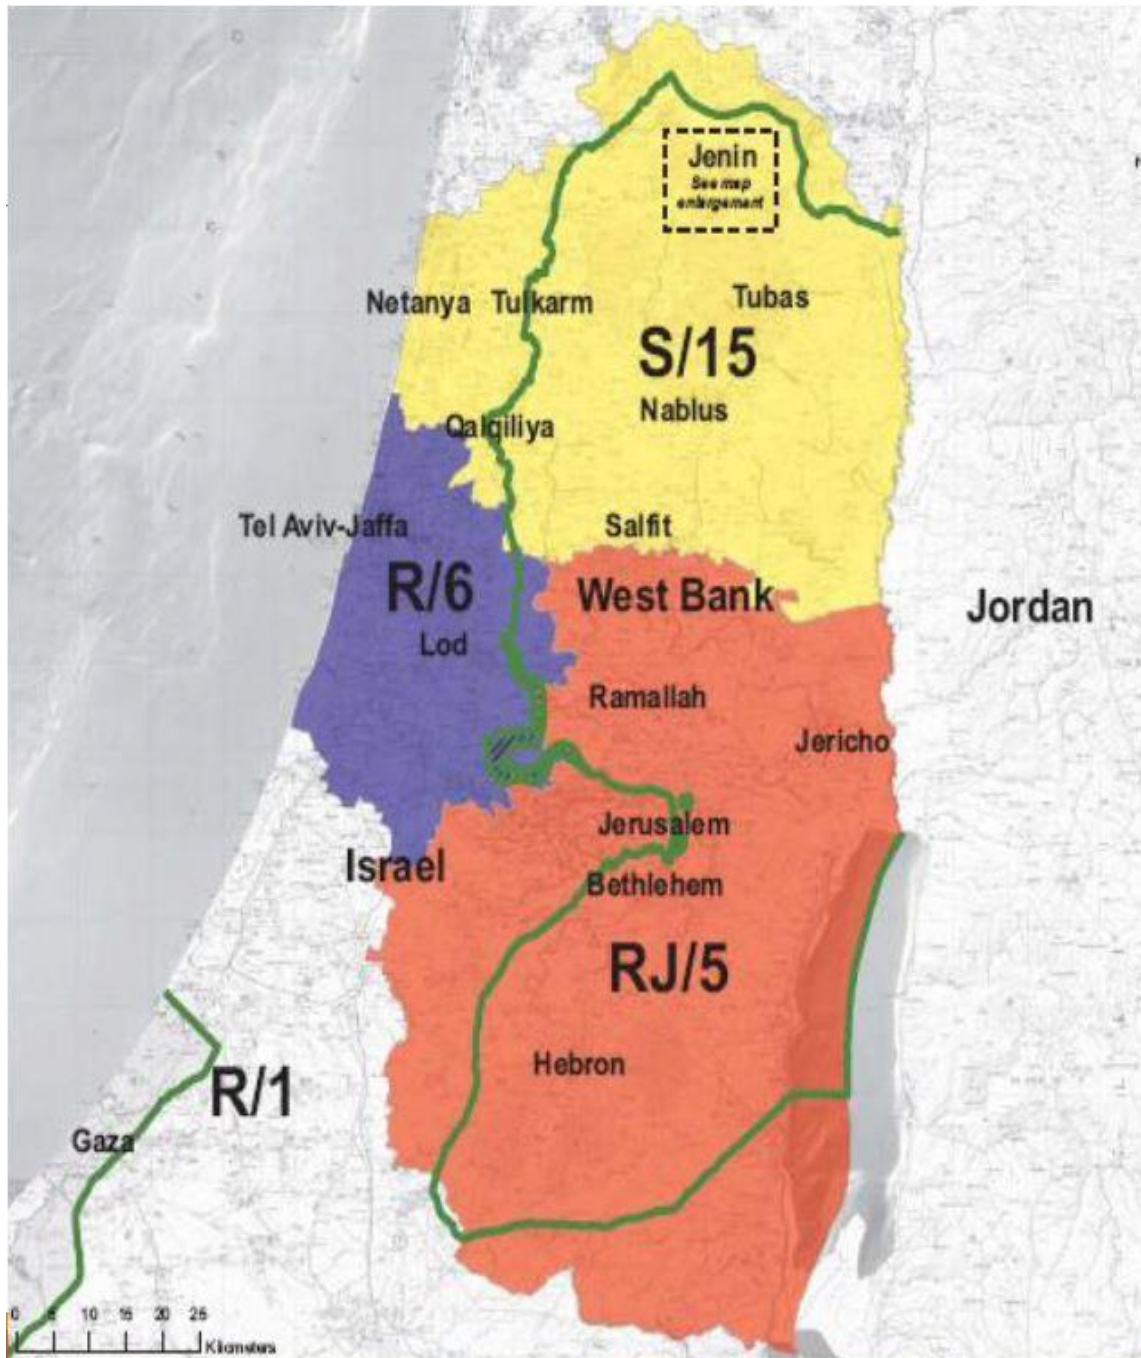 Jenin
See map
enlargement
Netanya
Tulkarm
Tubas
S/15
Nablus
Qalqiliya
Tel Aviv-Jaffa
Salfit
R/6
West Bank
Jordan
Lod
Ramallah
Jericho
Jerusalem
Israel
Bethlehem
RJ/5
Hebron
R/1
Gaza
0 5 10 15 20 25
Kilometers